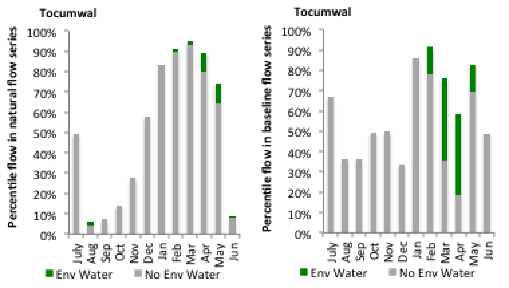 Tocumwal
Percentile flow in natural flow series
100%
90%
80%
70%
60%
50%
40%
30%
20%
10%
0%
July Aug Sep Oct Nov Dec Jan Feb Mar Apr May Jun
Env Water No Env Water
Tocumwal
Percentile flow in baseline flow series
100%
90%
80%
70%
60%
50%
40%
30%
20%
10%
0%
July Aug Sep Oct Nov Dec Jan Feb Mar Apr May Jun
Env Water No Env Water